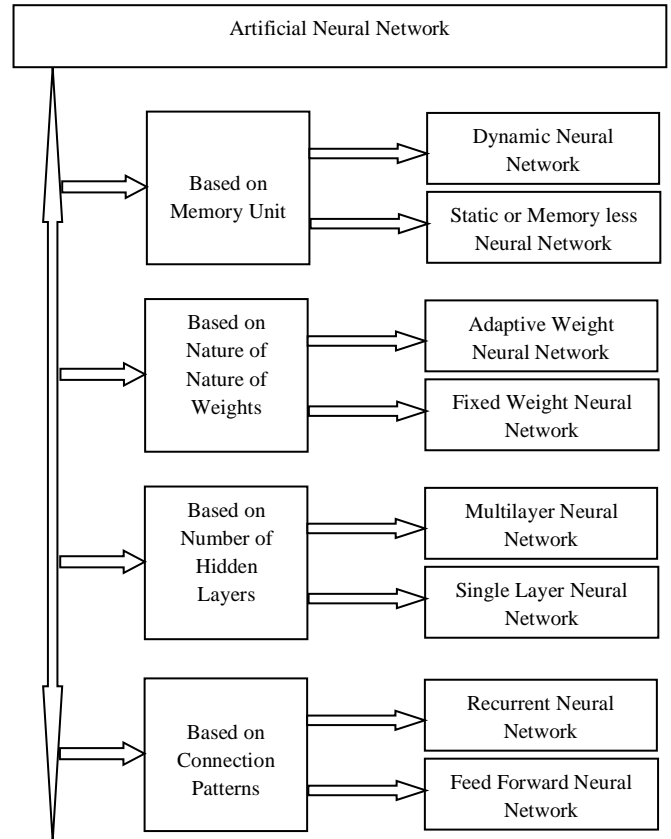 Artificial Neural Network
Based on
Memory Unit
Dynamic Neural
Network
Static or Memory less
Neural Network
Based on
Nature of
Nature of
Weights
Adaptive Weight
Neural Network
Fixed Weight Neural
Network
Based on
Number of
Hidden
Layers
Multilayer Neural
Network
Single Layer Neural
Network
Based on
Connection
Patterns
Recurrent Neural
Network
Feed Forward Neural
Network